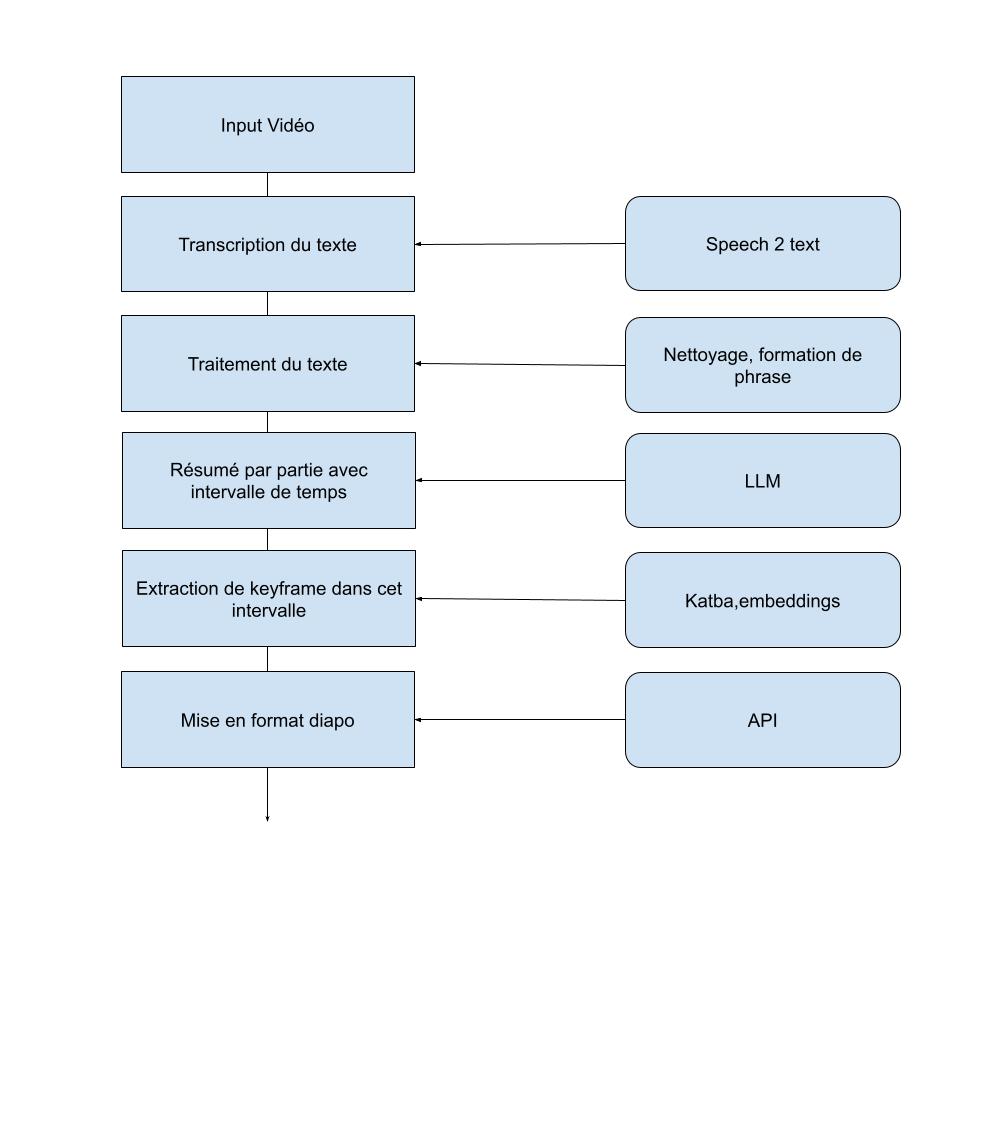 Input Vidéo
Transcription du texte
Speech 2 text
Traitement du texte
Nettoyage, formation de
phrase
Résumé par partie avec
intervalle de temps
LLM
Extraction de keyframe dans cet
intervalle
Katba,embeddings
Mise en format diapo
API